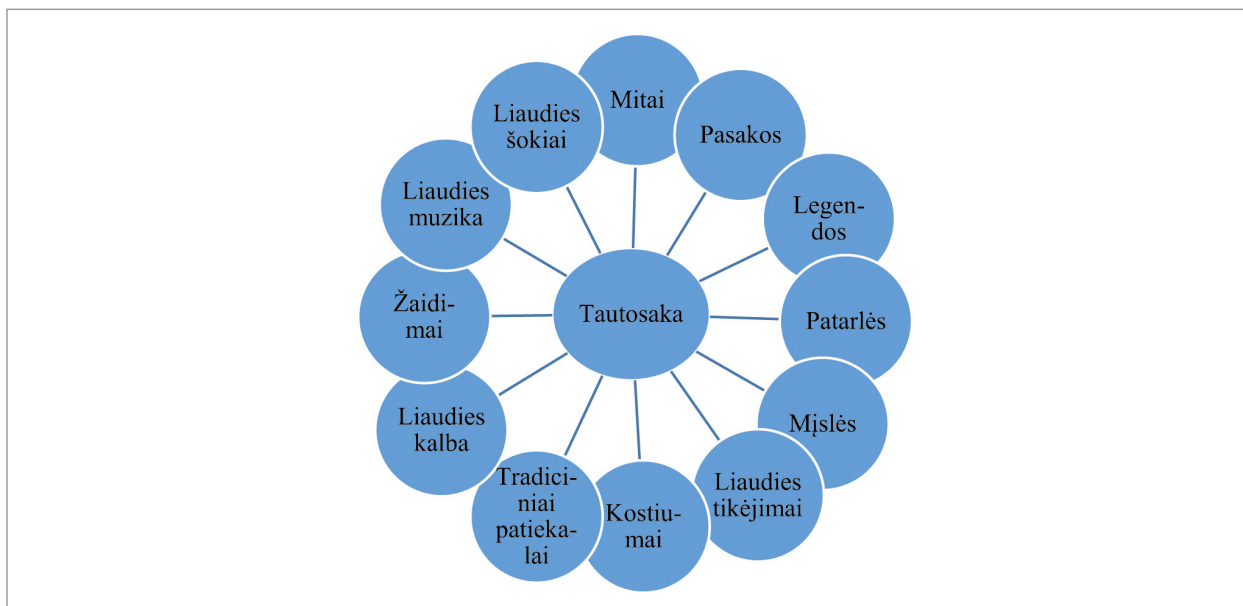 Mitai
Pasakos
Legen-
dos
Patarlės
Mįslės
Liaudies
tikėjimai
Kostiu-
mai
Tradici-
niai
patieka-
lai
Liaudies
kalba
Žaidi-
mai
Liaudies
muzika
Liaudies
šokiai
Tautosaka